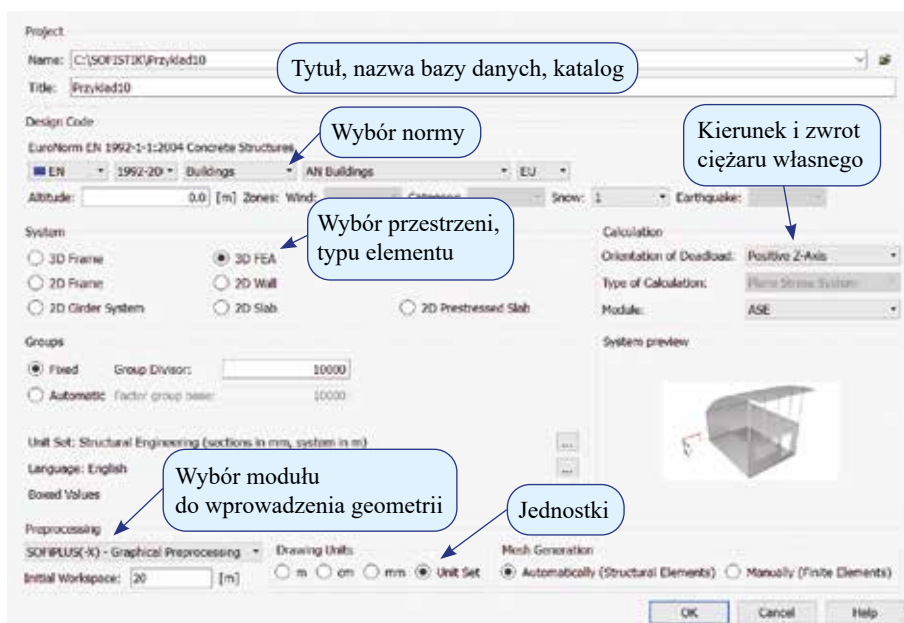 Project
Name: C:\SOFISTIK\Przyklad10
Tytuł, nazwa bazy danych, katalog
Title: Przyklad10
Design Code
Wybór normy
Kierunek i zwrot
ciężaru własnego
EuroNorm EN 1992-1-1:2004 Concrete Structures
EN 1992-20 Buildings AN Buildings EU
Altitude: 0.0 [m] Zones: Wind: Snow: 1 Earthquake:
Wybór przestrzeni,
typu elementu
System
Calculation
3D Frame 3D FEA
Orientation of Deadload: Positive Z-Axis
2D Frame 2D Wall
Type of Calculation: Plane Stress System
2D Girder System 2D Slab 2D Prestressed Slab
Module: ASE
Groups
System preview
Fixed Group Divisor: 10000
Automatic Factor group base: 10000
Unit Set: Structural Engineering (sections in mm, system in m) ...
Language: English ...
Boxed Values
Wybór modułu
do wprowadzenia geometrii
Jednostki
Preprocessing
SOFiPLUS(-X) - Graphical Preprocessing
Drawing Units
Mesh Generation
Initial Workspace: 20 [m]
m cm mm Unit Set
Automatically (Structural Elements) Manually (Finite Elements)
OK Cancel Help